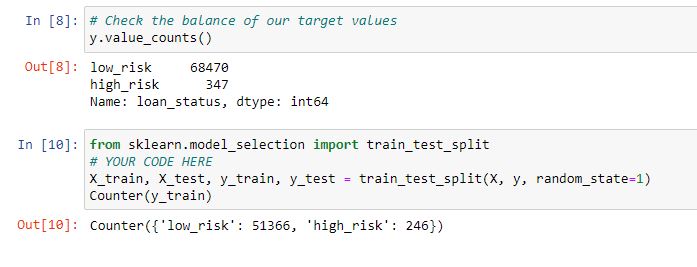 In [8]: # Check the balance of our target values
y.value_counts()
Out[8]: low_risk 68470
high_risk 347
Name: loan_status, dtype: int64
In [10]: from sklearn.model_selection import train_test_split
# YOUR CODE HERE
X_train, X_test, y_train, y_test = train_test_split(X, y, random_state=1)
Counter(y_train)
Out[10]: Counter({'low_risk': 51366, 'high_risk': 246})